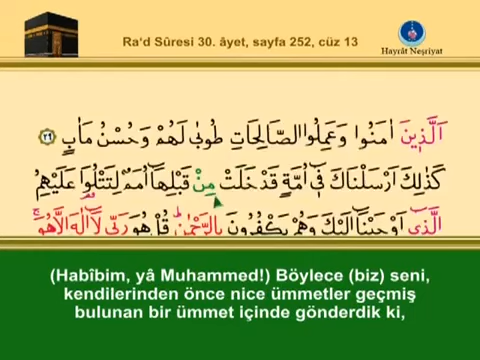 Ra'd Sûresi 30. âyet, sayfa 252, cüz 13
Hayrât Neşriyat
اَلَّذٖينَ اٰمَنُوا وَعَمِلُوا الصَّالِحَاتِ طُوبٰى لَهُمْ وَحُسْنُ مَاٰبٍ ﴿٢٩﴾
كَذٰلِكَ اَرْسَلْنَاكَ فٖٓى اُمَّةٍ قَدْ خَلَتْ مِنْ قَبْلِهَٓا اُمَمٌ لِتَتْلُوَ۬ا عَلَيْهِمُ
الَّذٖٓى اَوْحَيْنَٓا اِلَيْكَ وَهُمْ يَكْفُرُونَ بِالرَّحْمٰنِ قُلْ هُوَ رَبّٖى لَٓا اِلٰهَ اِلَّا هُوَ
(Habîbim, yâ Muhammed!) Böylece (biz) seni,
kendilerinden önce nice ümmetler geçmiş
bulunan bir ümmet içinde gönderdik ki,